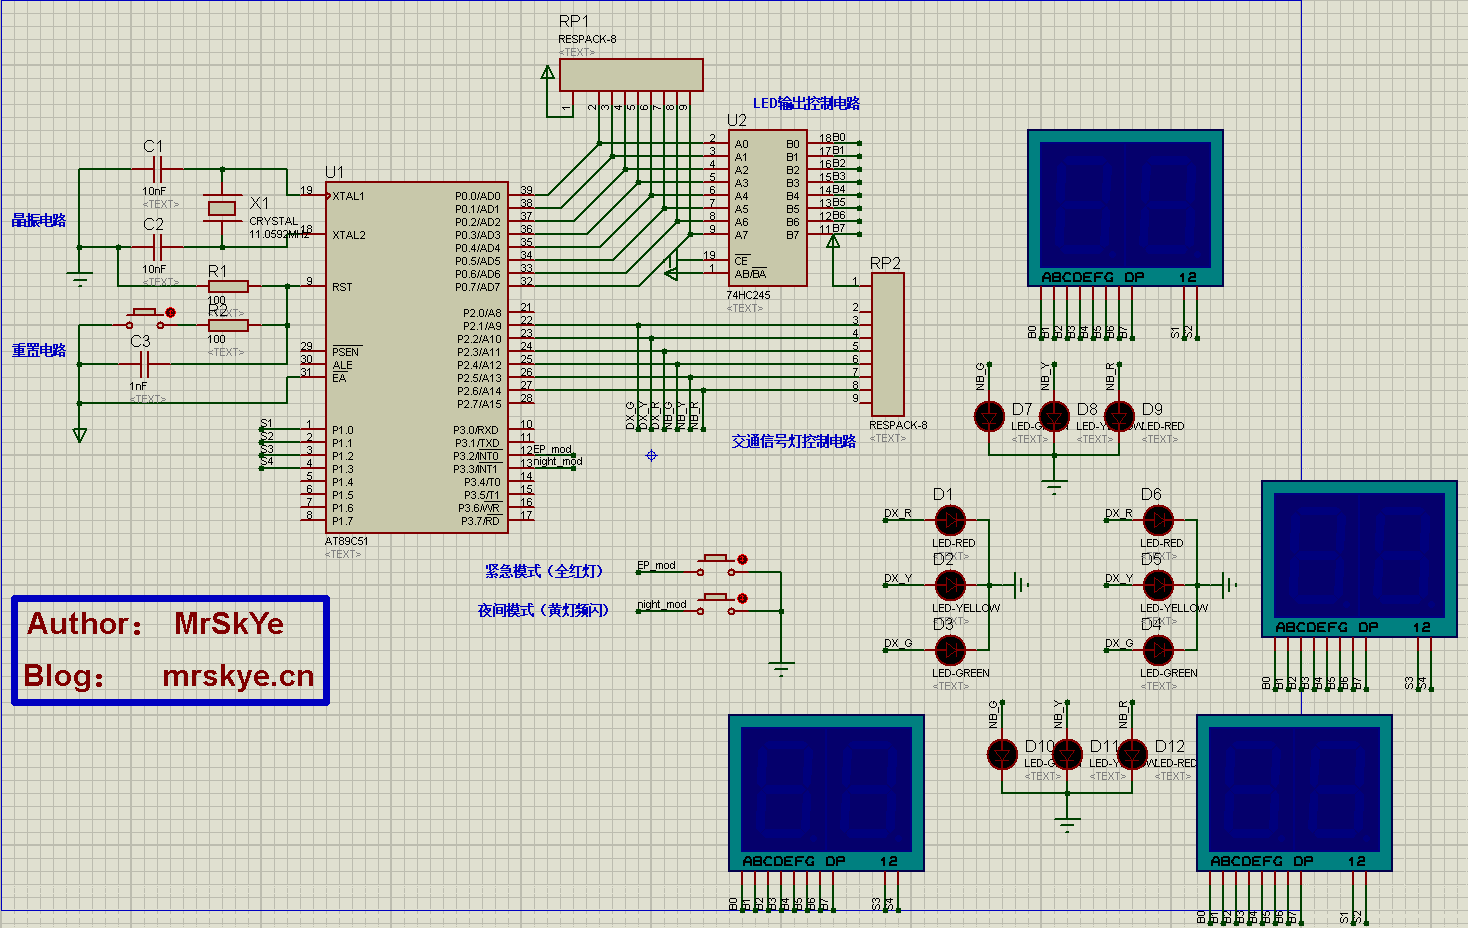 RP1
RESPACK-8
<TEXT>
1 2 3 4 5 6 7 8 9
LED输出控制电路
U2
2 A0 B0 18 B0
3 A1 B1 17 B1
4 A2 B2 16 B2
5 A3 B3 15 B3
6 A4 B4 14 B4
7 A5 B5 13 B5
8 A6 B6 12 B6
9 A7 B7 11 B7
19 CE
1 AB/BA
74HC245
<TEXT>
C1
10nF
<TEXT>
X1
CRYSTAL
11.0592MHz
晶振电路
C2
10nF
<TEXT>
R1
100
<TEXT>
R2
100
<TEXT>
重置电路
C3
1nF
<TEXT>
U1
19 XTAL1
18 XTAL2
9 RST
29 PSEN
30 ALE
31 EA
S1 1 P1.0
S2 2 P1.1
S3 3 P1.2
S4 4 P1.3
5 P1.4
6 P1.5
7 P1.6
8 P1.7
P0.0/AD0 39
P0.1/AD1 38
P0.2/AD2 37
P0.3/AD3 36
P0.4/AD4 35
P0.5/AD5 34
P0.6/AD6 33
P0.7/AD7 32
P2.0/A8 21
P2.1/A9 22
P2.2/A10 23
P2.3/A11 24
P2.4/A12 25
P2.5/A13 26
P2.6/A14 27
P2.7/A15 28
P3.0/RXD 10
P3.1/TXD 11
P3.2/INT0 12 EP_mod
P3.3/INT1 13 night_mod
P3.4/T0 14
P3.5/T1 15
P3.6/WR 16
P3.7/RD 17
AT89C51
<TEXT>
DX_G DX_Y DX_R NB_G NB_Y NB_R
RP2
1
2
3
4
5
6
7
8
9
RESPACK-8
<TEXT>
交通信号灯控制电路
紧急模式（全红灯） EP_mod
夜间模式（黄灯频闪） night_mod
Author： MrSkYe
Blog： mrskye.cn
ABCDEFG DP 12
B0 B1 B2 B3 B4 B5 B6 B7 S1 S2
NB_G NB_Y NB_R
D7 D8 D9
LED-RED
<TEXT> <TEXT> <TEXT>
D1
DX_R
LED-RED
D2
DX_Y
LED-YELLOW
<TEXT>
D3
DX_G
LED-GREEN
<TEXT>
D6
DX_R
LED-RED
D5
DX_Y
LED-YELLOW
<TEXT>
D4
DX_G
LED-GREEN
<TEXT>
ABCDEFG DP 12
B0 B1 B2 B3 B4 B5 B6 B7 S3 S4
NB_G NB_Y NB_R
D10 D11 D12
LED-RED
<TEXT> <TEXT> <TEXT>
ABCDEFG DP 12
B0 B1 B2 B3 B4 B5 B6 B7 S3 S4
ABCDEFG DP 12
B0 B1 B2 B3 B4 B5 B6 B7 S1 S2